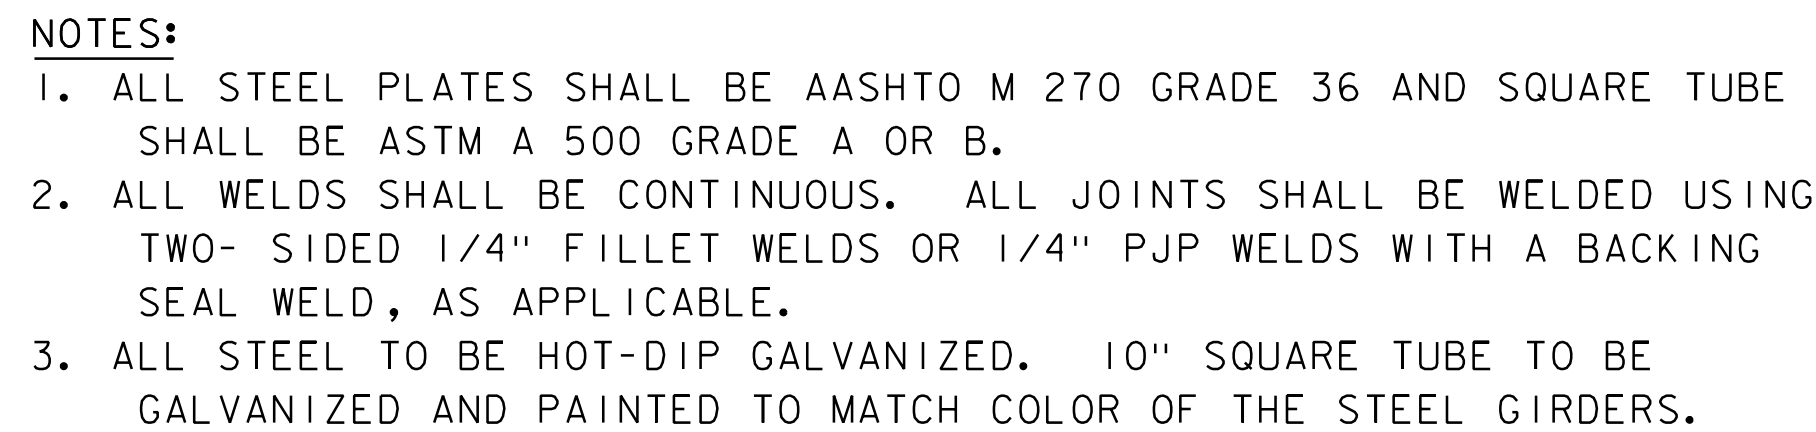 NOTES:
1. ALL STEEL PLATES SHALL BE AASHTO M 270 GRADE 36 AND SQUARE TUBE
SHALL BE ASTM A 500 GRADE A OR B.
2. ALL WELDS SHALL BE CONTINUOUS. ALL JOINTS SHALL BE WELDED USING
TWO- SIDED 1/4" FILLET WELDS OR 1/4" PJP WELDS WITH A BACKING
SEAL WELD, AS APPLICABLE.
3. ALL STEEL TO BE HOT-DIP GALVANIZED. 10" SQUARE TUBE TO BE
GALVANIZED AND PAINTED TO MATCH COLOR OF THE STEEL GIRDERS.